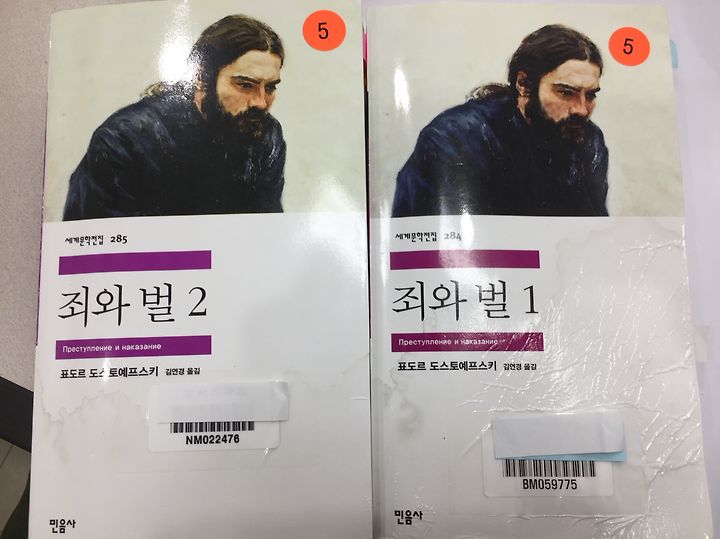 5
세계문학전집 285
죄와 벌 2
Преступление и наказание
표도르 도스토예프스키 김연경 옮김
NM022476
민음사
5
세계문학전집 284
죄와 벌 1
Преступление и наказание
표도르 도스토예프스키 김연경 옮김
BM059775
민음사